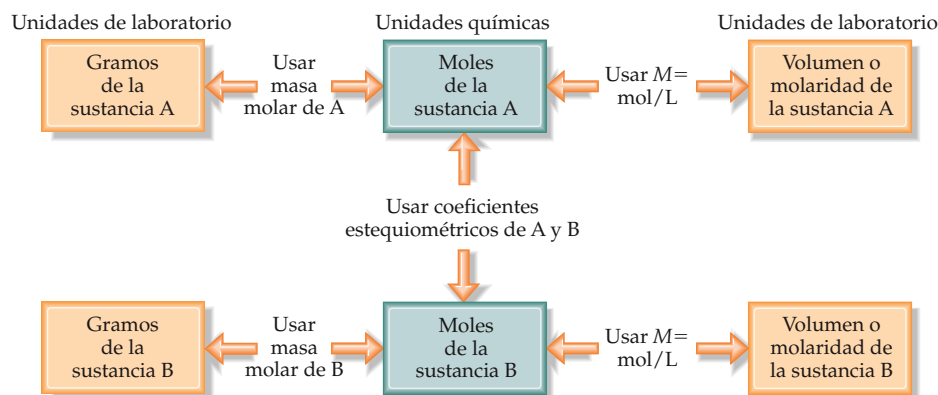 Unidades de laboratorio
Unidades químicas
Unidades de laboratorio
Gramos
de la
sustancia A
Usar
masa
molar de A
Moles
de la
sustancia A
Usar M=
mol/L
Volumen o
molaridad de
la sustancia A
Usar coeficientes
estequiométricos de A y B
Gramos
de la
sustancia B
Usar
masa
molar de B
Moles
de la
sustancia B
Usar M=
mol/L
Volumen o
molaridad de
la sustancia B